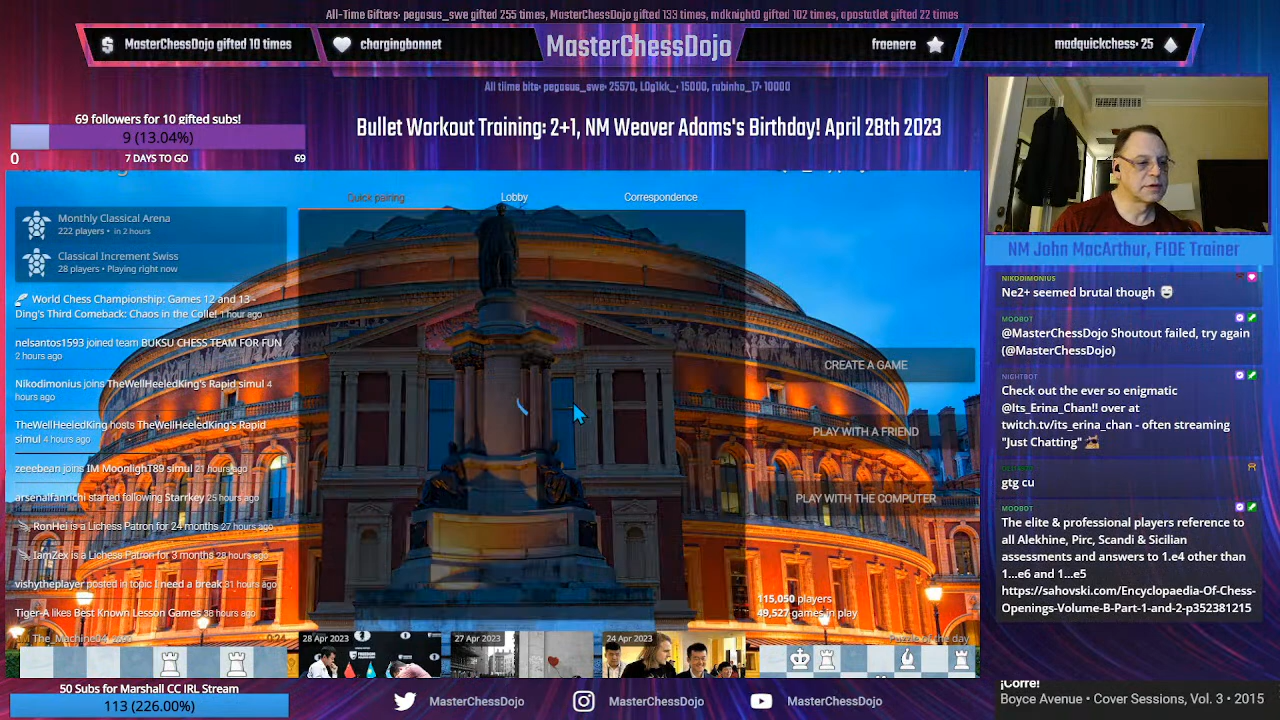 All-Time Gifters· pegasus_swe gifted 255 times, MasterChessDojo gifted 133 times, mdknight0 gifted 102 times, apostatlet gifted 22 times
MasterChessDojo gifted 10 times
chargingbonnet
MasterChessDojo
fraenere
madquickchess· 25
All tiime bits· pegasus_swe· 25570, L0g1kk_· 15000, rubinho_17· 10000
69 followers for 10 gifted subs!
9 (13.04%)
0
7 DAYS TO GO
69
Bullet Workout Training: 2+1, NM Weaver Adams's Birthday! April 28th 2023
Quick pairing
Lobby
Correspondence
Monthly Classical Arena
222 players • in 2 hours
Classical Increment Swiss
28 players • Playing right now
World Chess Championship: Games 12 and 13 -
Ding's Third Comeback: Chaos in the Colle! 1 hour ago
nelsantos1593 joined team BUKSU CHESS TEAM FOR FUN
2 hours ago
Nikodimonius joins TheWellHeeledKing's Rapid simul 4
hours ago
TheWellHeeledKing hosts TheWellHeeledKing's Rapid
simul 4 hours ago
zeeebean joins IM MoonlighT89 simul 21 hours ago
arsenalfanrichi started following Starrkey 25 hours ago
RonHei is a Lichess Patron for 24 months 27 hours ago
IamZex is a Lichess Patron for 3 months 28 hours ago
vishytheplayer posted in topic I need a break 31 hours ago
Tiger-A likes Best Known Lesson Games 38 hours ago
CREATE A GAME
PLAY WITH A FRIEND
PLAY WITH THE COMPUTER
115,050 players
49,527 games in play
28 Apr 2023
27 Apr 2023
24 Apr 2023
Puzzle of the day
NM John MacArthur, FIDE Trainer
NIKODIMONIUS
Ne2+ seemed brutal though
MOOBOT
@MasterChessDojo Shoutout failed, try again
(@MasterChessDojo)
NIGHTBOT
Check out the ever so enigmatic
@Its_Erina_Chan!! over at
twitch.tv/its_erina_chan - often streaming
"Just Chatting"
gtg cu
MOOBOT
The elite & professional players reference to
all Alekhine, Pirc, Scandi & Sicilian
assessments and answers to 1.e4 other than
1...e6 and 1...e5
https://sahovski.com/Encyclopaedia-Of-Chess-
Openings-Volume-B-Part-1-and-2-p352381215
50 Subs for Marshall CC IRL Stream
113 (226.00%)
MasterChessDojo
MasterChessDojo
MasterChessDojo
¡Corre!
Boyce Avenue • Cover Sessions, Vol. 3 • 2015